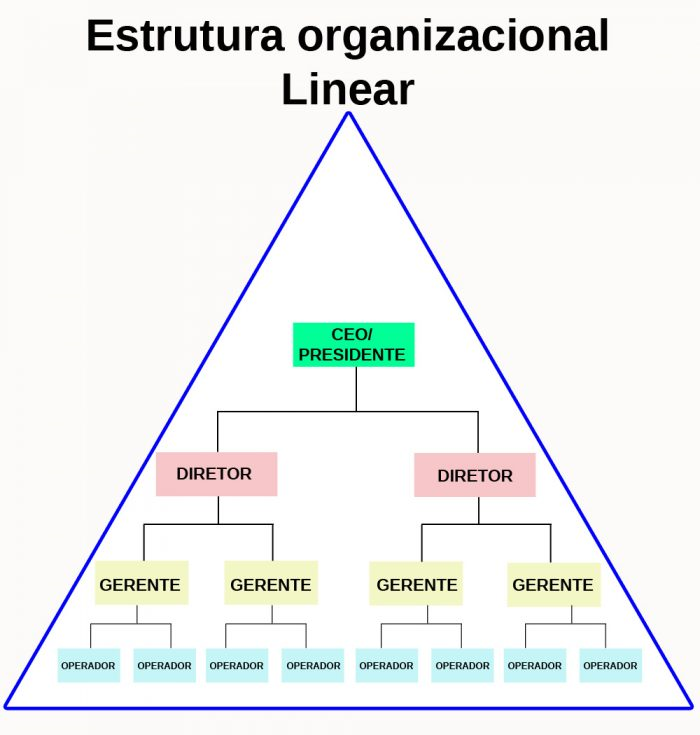 Estrutura organizacional
Linear
CEO/
PRESIDENTE
DIRETOR
DIRETOR
GERENTE
GERENTE
GERENTE
GERENTE
OPERADOR
OPERADOR
OPERADOR
OPERADOR
OPERADOR
OPERADOR
OPERADOR
OPERADOR